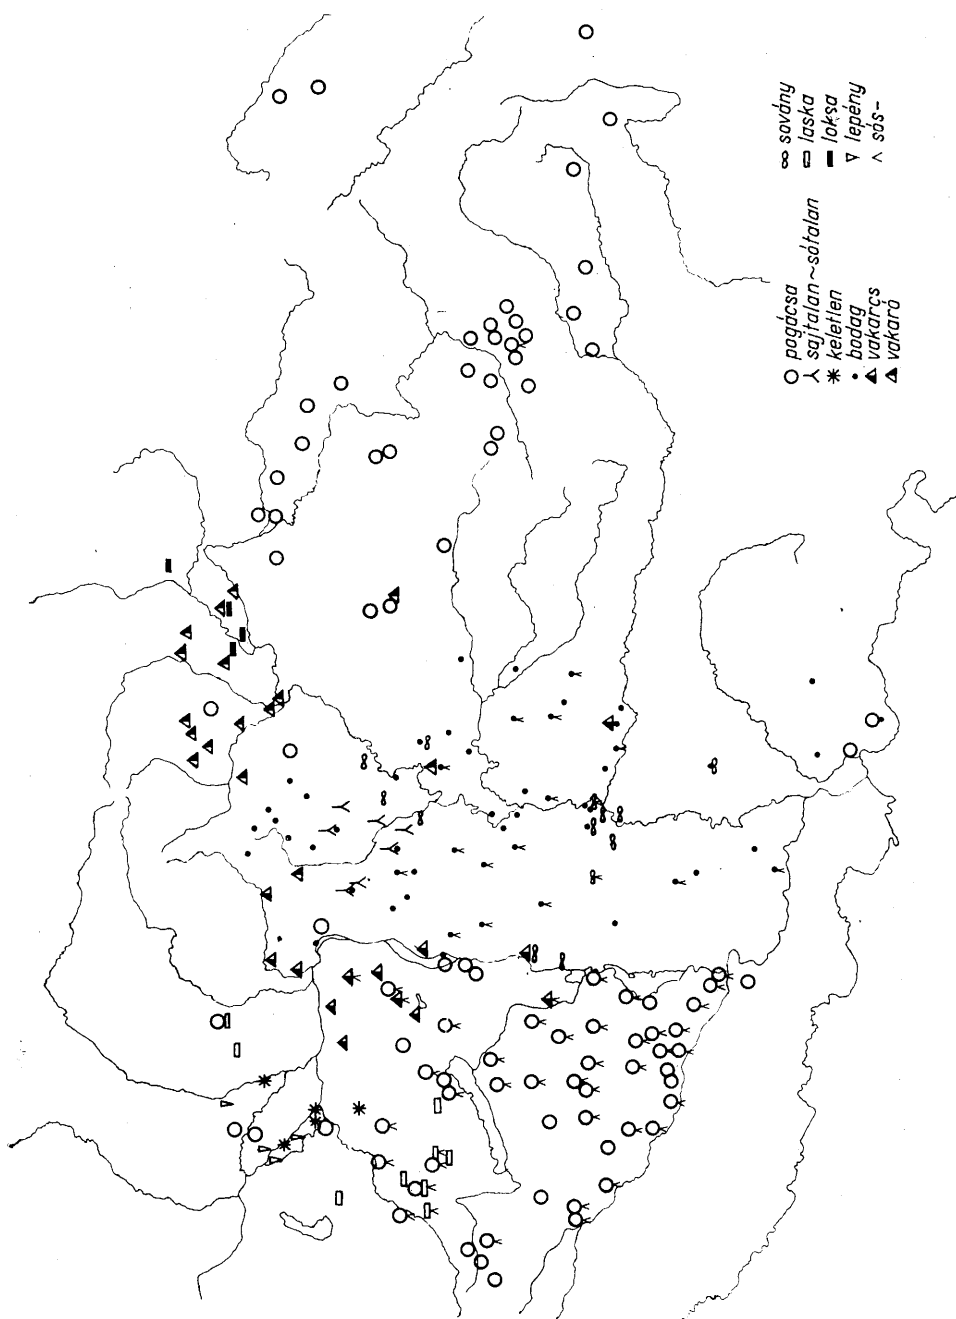 pogácsa
sajtalan~sótalan
keletlen
bodag
vakarcs
vakaró
sovány
laska
loksa
lepény
sós-